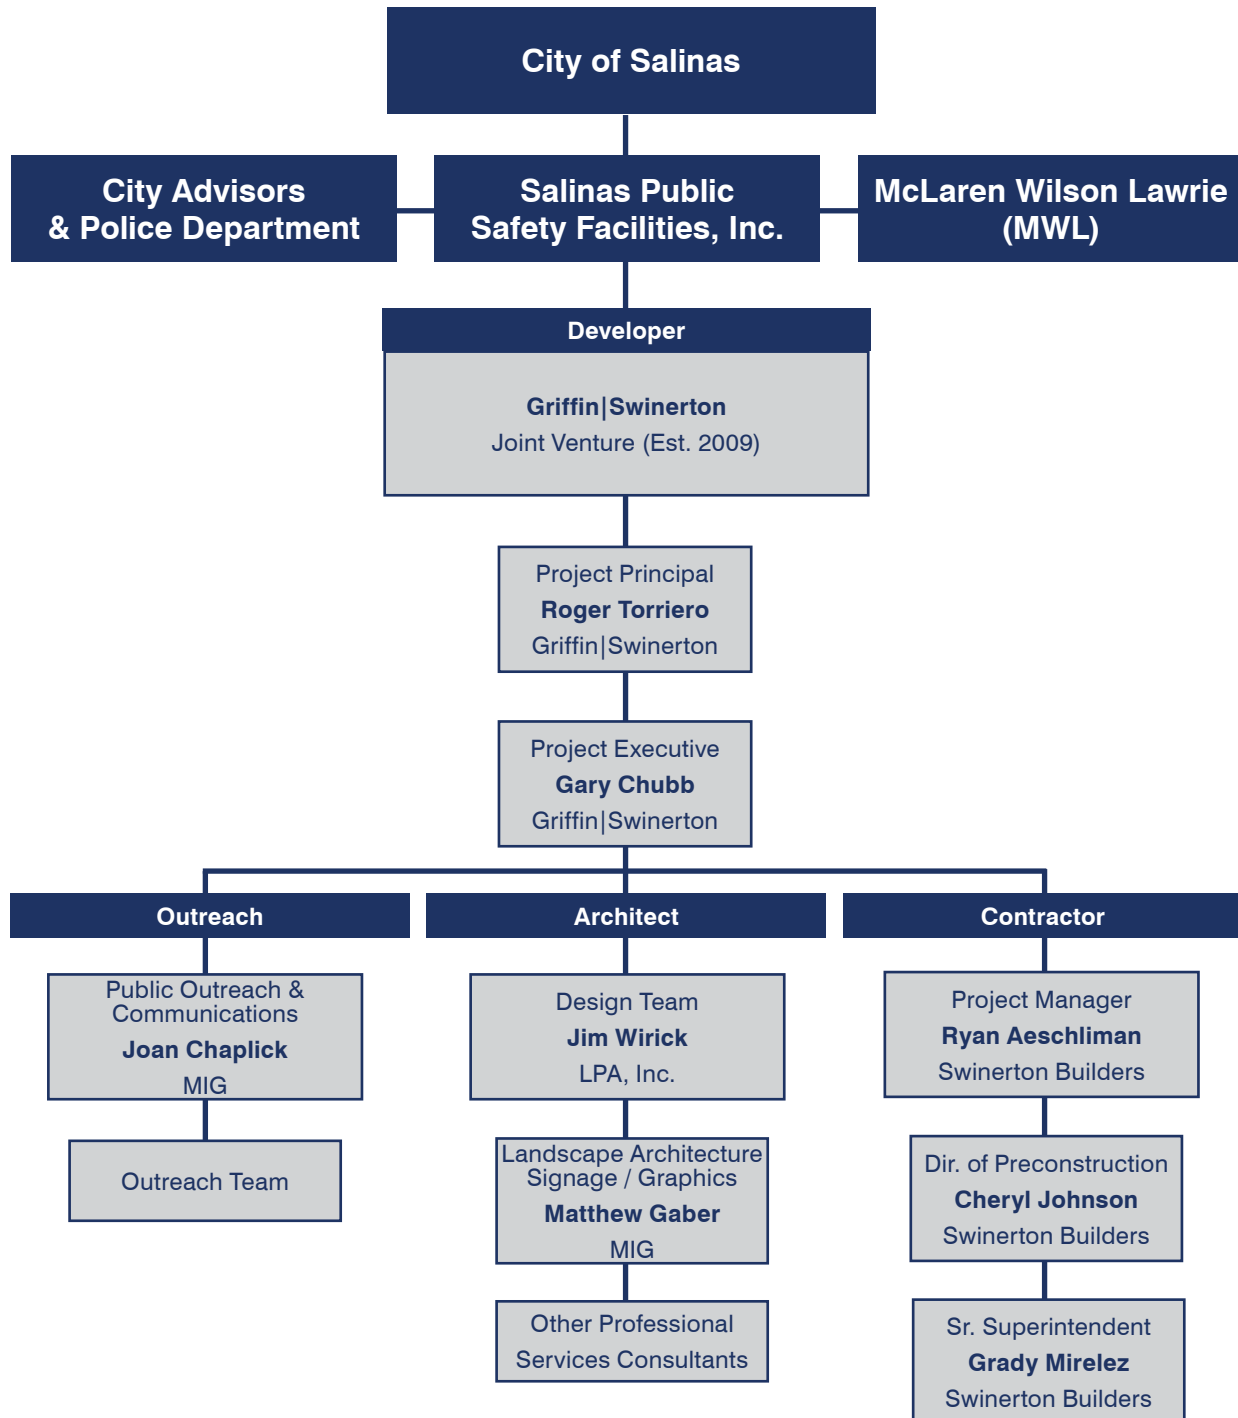 City of Salinas
City Advisors
& Police Department
Salinas Public
Safety Facilities, Inc.
McLaren Wilson Lawrie
(MWL)
Developer
Griffin|Swinerton
Joint Venture (Est. 2009)
Project Principal
Roger Torriero
Griffin|Swinerton
Project Executive
Gary Chubb
Griffin|Swinerton
Outreach
Public Outreach &
Communications
Joan Chaplick
MIG
Outreach Team
Architect
Design Team
Jim Wirick
LPA, Inc.
Landscape Architecture
Signage / Graphics
Matthew Gaber
MIG
Other Professional
Services Consultants
Contractor
Project Manager
Ryan Aeschliman
Swinerton Builders
Dir. of Preconstruction
Cheryl Johnson
Swinerton Builders
Sr. Superintendent
Grady Mirelez
Swinerton Builders